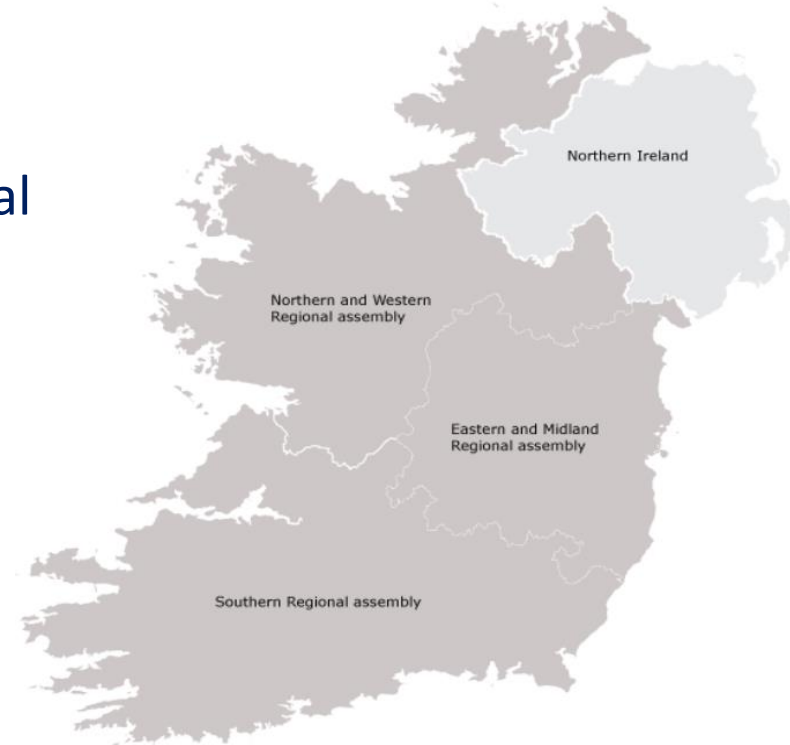 al
Northern Ireland
Northern and Western
Regional assembly
Eastern and Midland
Regional assembly
Southern Regional assembly